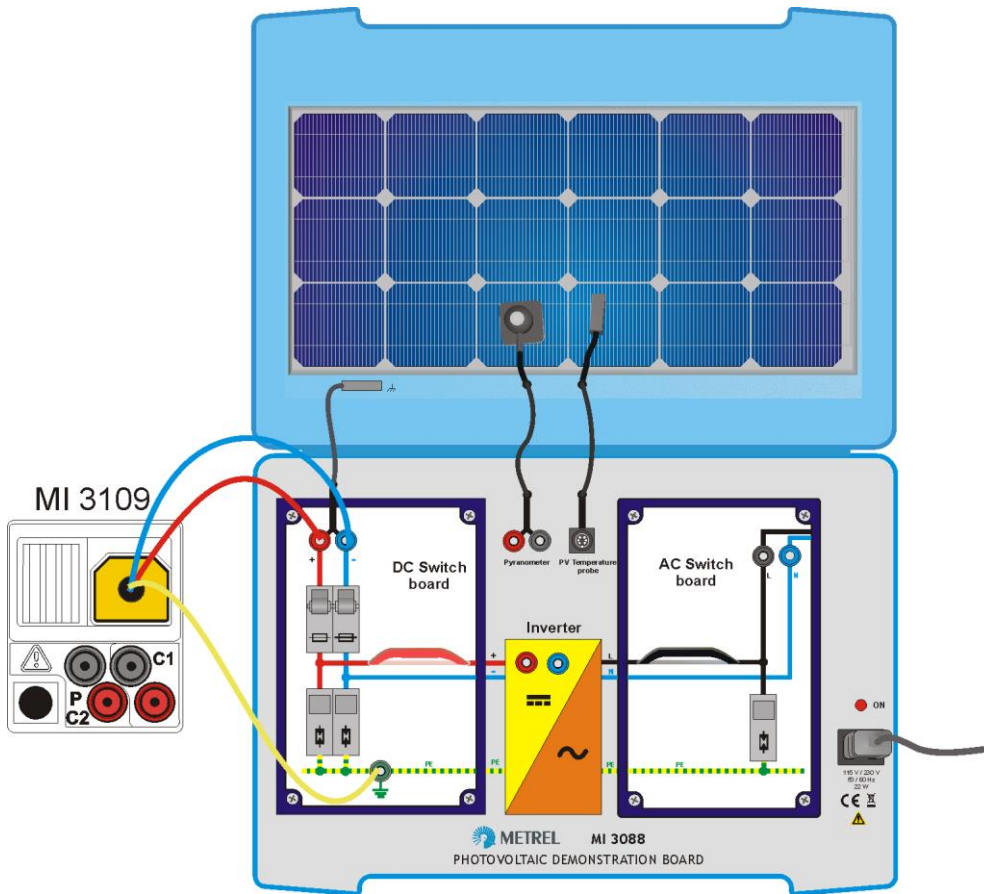 MI 3109
C1
P
C2
+
-
DC Switch
board
Pyranometer
PV Temperature
probe
AC Switch
board
L
N
Inverter
+
-
L
N
PE
PE
PE
PE
ON
115 V / 230 V
50 / 60 Hz
22 W
CE
METREL MI 3088
PHOTOVOLTAIC DEMONSTRATION BOARD